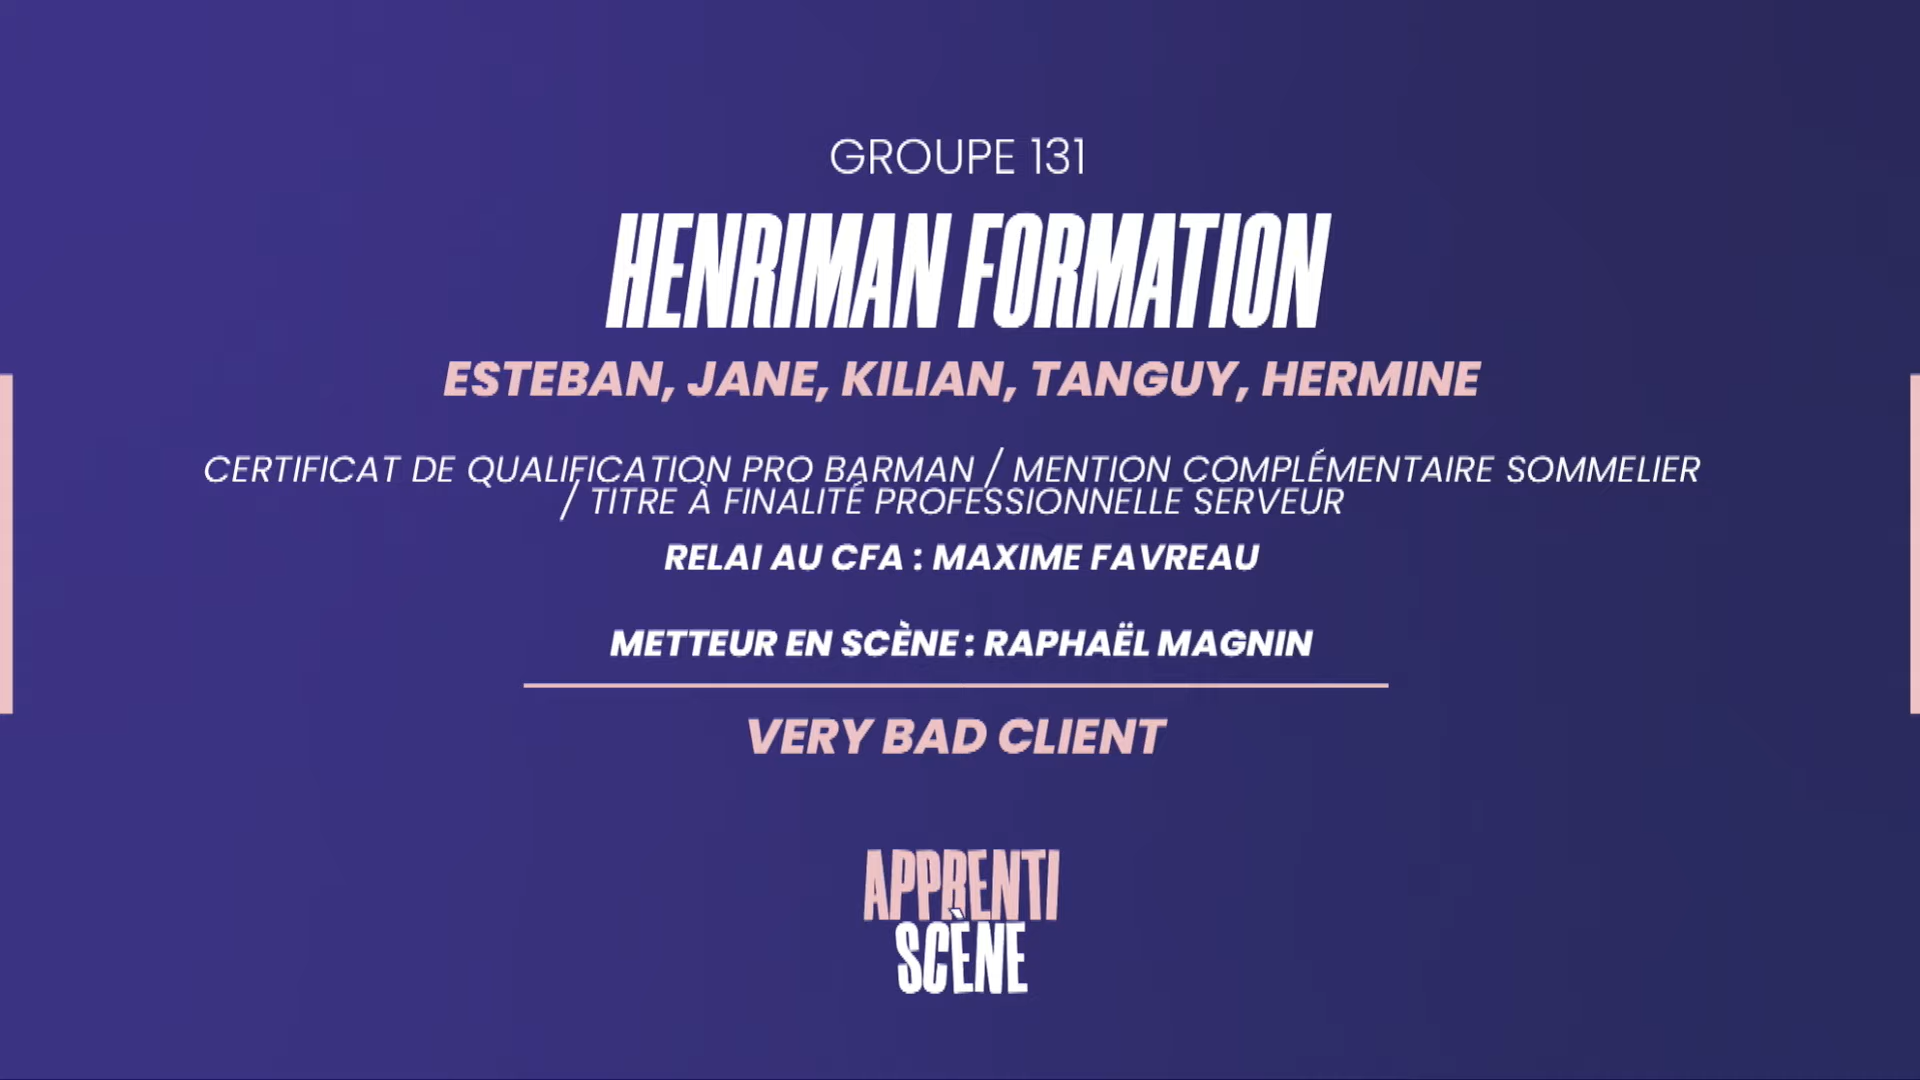 GROUPE 131
HENRIMAN FORMATION
ESTEBAN, JANE, KILIAN, TANGUY, HERMINE
CERTIFICAT DE QUALIFICATION PRO BARMAN / MENTION COMPLÉMENTAIRE SOMMELIER
/ TITRE À FINALITÉ PROFESSIONNELLE SERVEUR
RELAI AU CFA : MAXIME FAVREAU
METTEUR EN SCÈNE : RAPHAËL MAGNIN
VERY BAD CLIENT
APPRENTI
SCÈNE